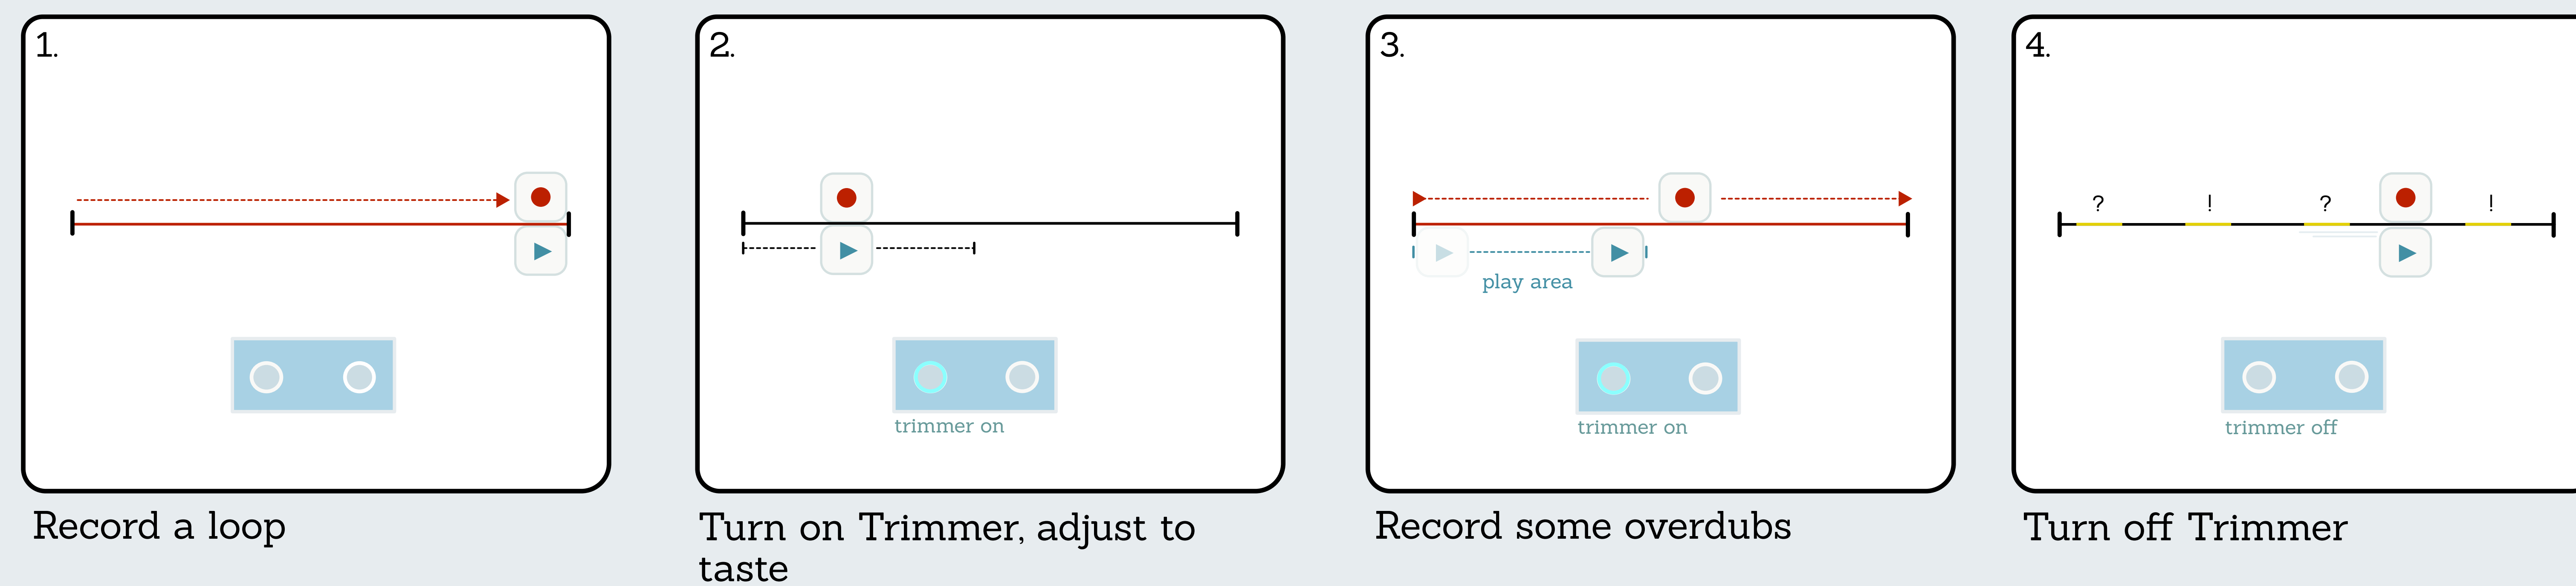 1.
Record a loop
2.
trimmer on
Turn on Trimmer, adjust to
taste
3.
play area
trimmer on
Record some overdubs
4.
? ! ? !
trimmer off
Turn off Trimmer